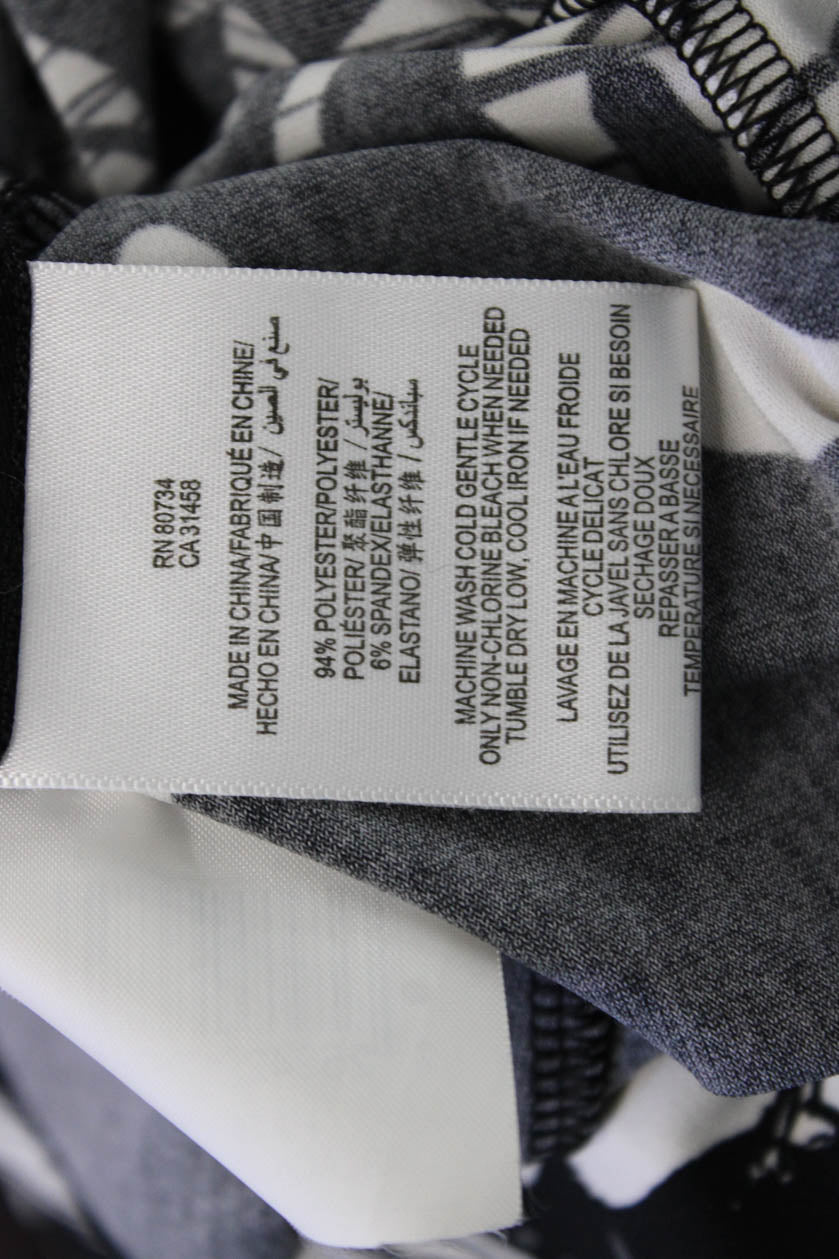 RN 80734
CA 31458
MADE IN CHINA/FABRIQUÉ EN CHINE/
HECHO EN CHINA/中国制造/ صنع في الصين
94% POLYESTER/POLYESTER/
POLIÉSTER/ 聚酯纤维 / بوليستر
6% SPANDEX/ELASTHANNE/
ELASTANO/ 弹性纤维 / سباندكس
MACHINE WASH COLD GENTLE CYCLE
ONLY NON-CHLORINE BLEACH WHEN NEEDED
TUMBLE DRY LOW, COOL IRON IF NEEDED
LAVAGE EN MACHINE A L'EAU FROIDE
CYCLE DELICAT
UTILISEZ DE LA JAVEL SANS CHLORE SI BESOIN
SECHAGE DOUX
REPASSER A BASSE
TEMPERATURE SI NECESSAIRE